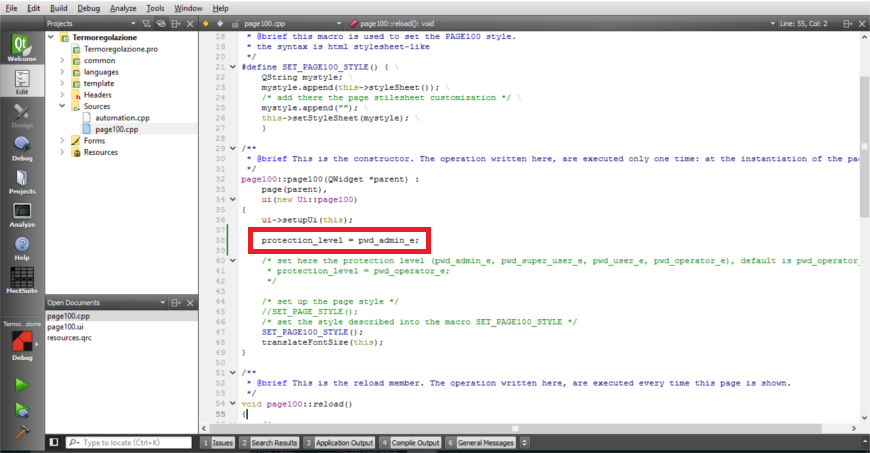 File Edit Build Debug Analyze Tools Window Help
Projects
page100.cpp
page100::reload(): void
Line: 55, Col: 2
Welcome
Edit
Design
Debug
Projects
Analyze
Help
MectSuite
Termo...zione
Debug
Termoregolazione
Termoregolazione.pro
common
languages
template
Headers
Sources
automation.cpp
page100.cpp
Forms
Resources
Open Documents
page100.cpp
page100.ui
resources.qrc
18 * @brief this macro is used to set the PAGE100 style.
19 * the syntax is html stylesheet-like
20 */
21 #define SET_PAGE100_STYLE() { \
22 QString mystyle; \
23 mystyle.append(this->styleSheet()); \
24 /* add there the page stilesheet customization */ \
25 mystyle.append(""); \
26 this->setStyleSheet(mystyle); \
27 }
28
29 /**
30 * @brief This is the constructor. The operation written here, are executed only one time: at the instantiation of the pa
31 */
32 page100::page100(QWidget *parent) :
33 page(parent),
34 ui(new Ui::page100)
35 {
36 ui->setupUi(this);
37
38 protection_level = pwd_admin_e;
39
40 /* set here the protection level (pwd_admin_e, pwd_super_user_e, pwd_user_e, pwd_operator_e), default is pwd_operator_
41 * protection_level = pwd_operator_e;
42 */
43
44 /* set up the page style */
45 //SET_PAGE_STYLE();
46 /* set the style described into the macro SET_PAGE100_STYLE */
47 SET_PAGE100_STYLE();
48 translateFontSize(this);
49 }
50
51 /**
52 * @brief This is the reload member. The operation written here, are executed every time this page is shown.
53 */
54 void page100::reload()
55 {
Type to locate (Ctrl+K)
1 Issues 2 Search Results 3 Application Output 4 Compile Output 6 General Messages